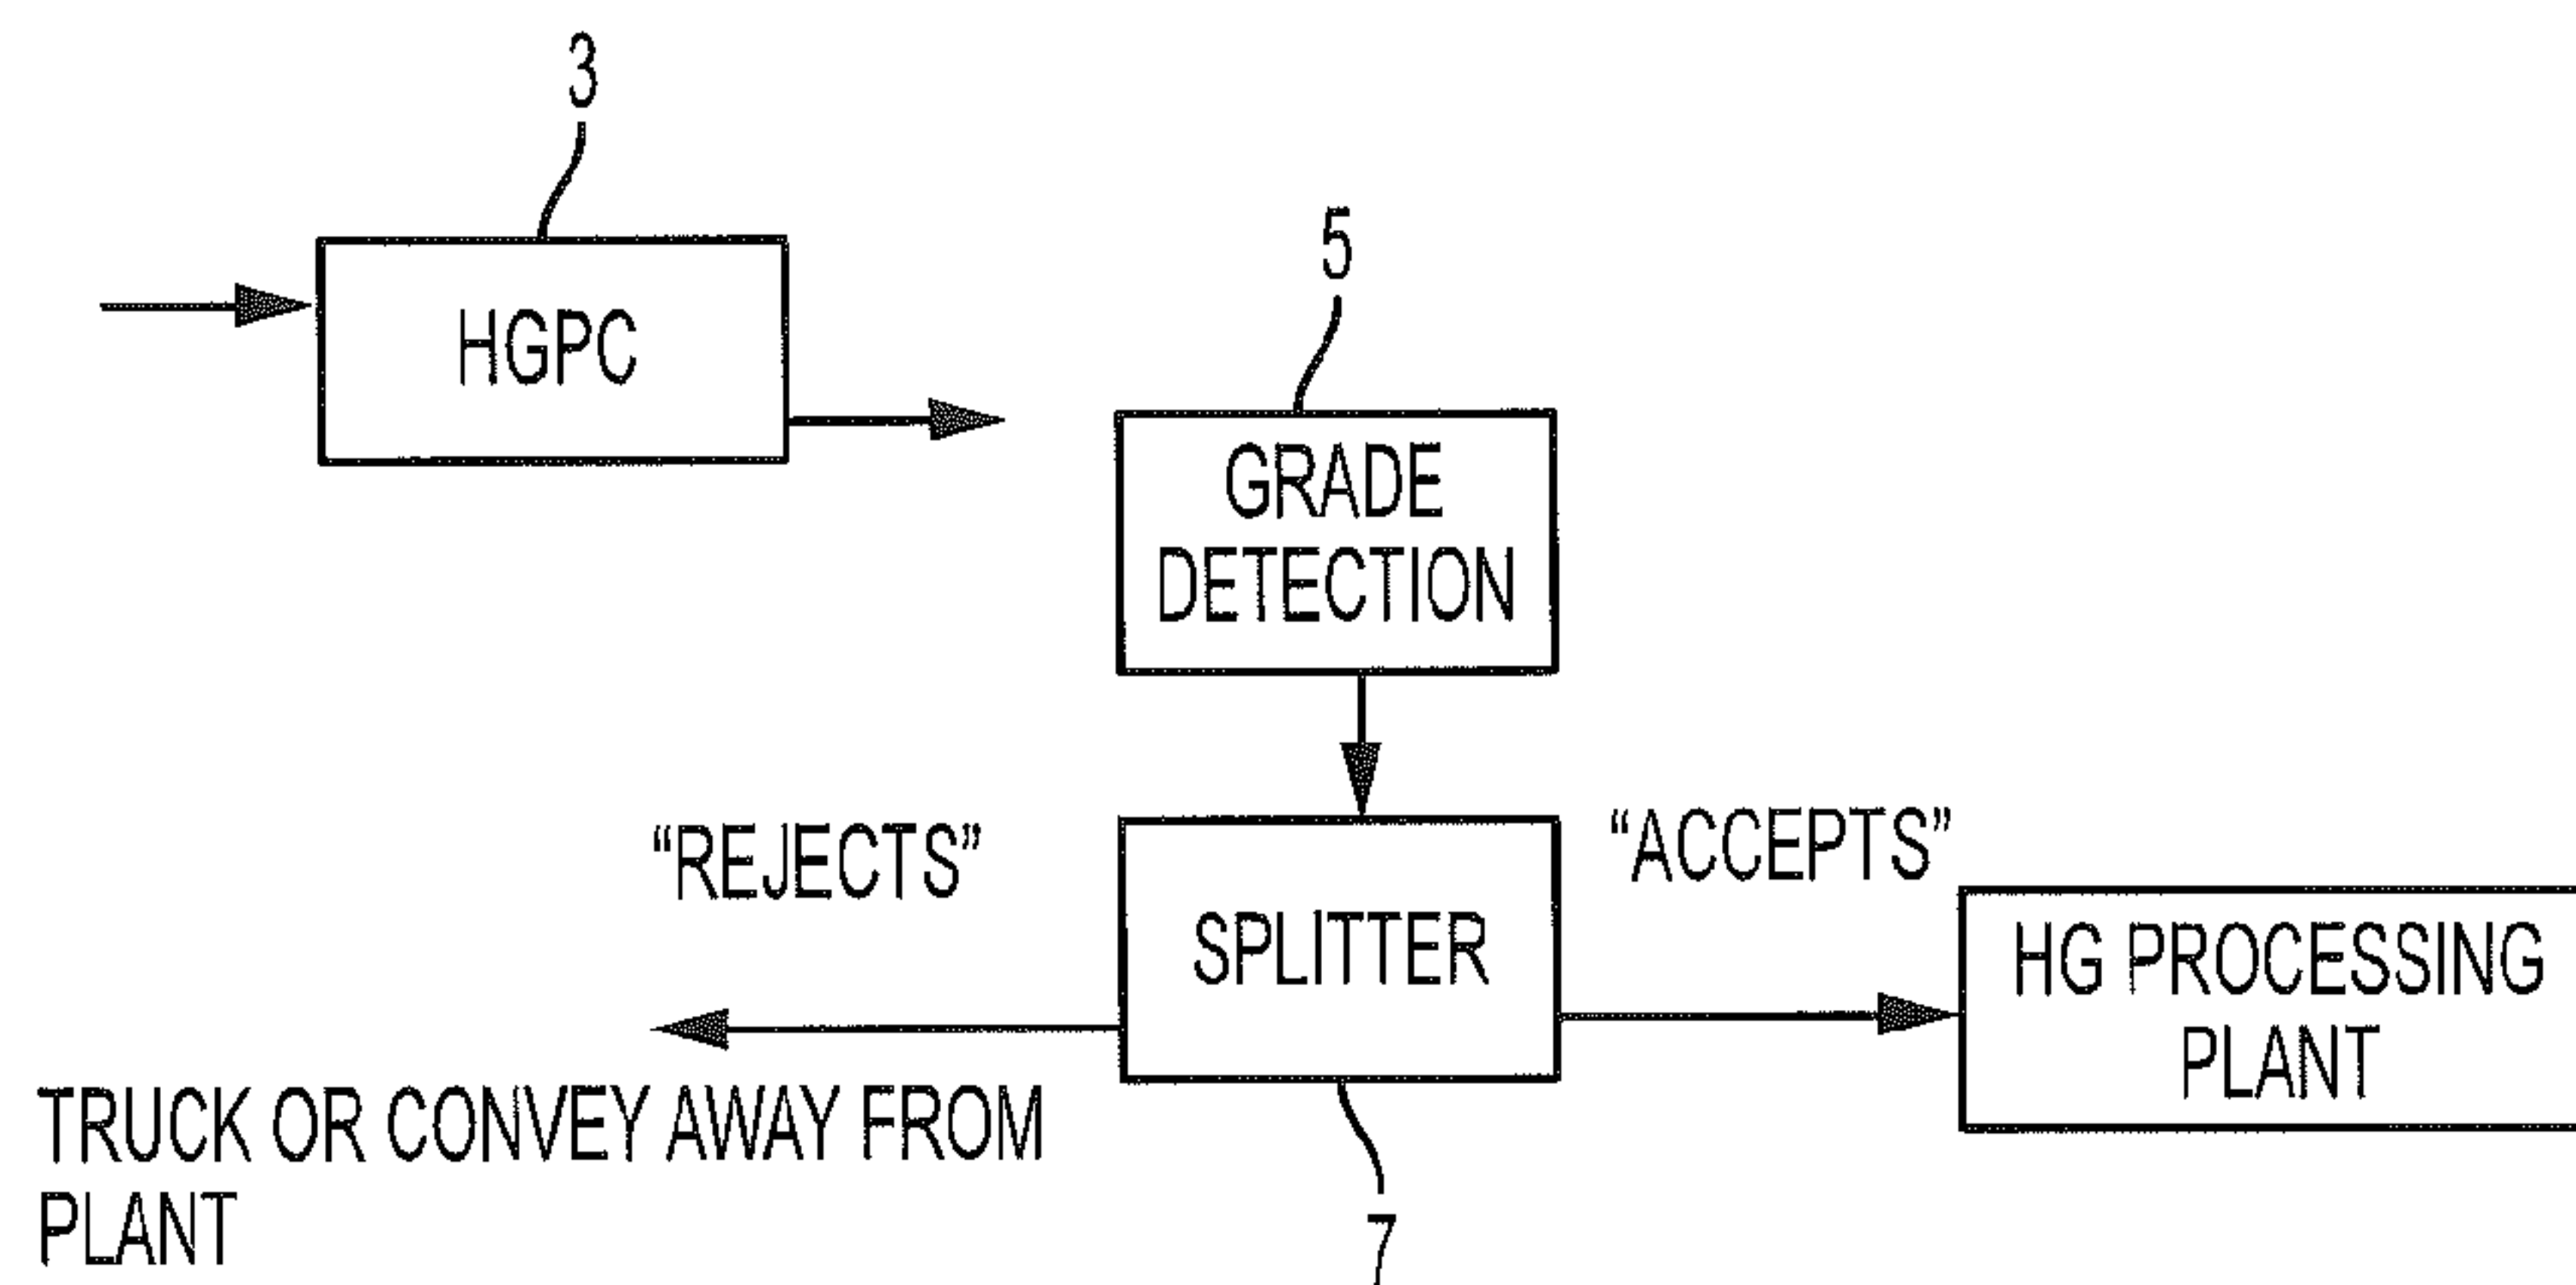 3
HGPC
5
GRADE
DETECTION
"REJECTS"
SPLITTER
"ACCEPTS"
HG PROCESSING
PLANT
TRUCK OR CONVEY AWAY FROM
PLANT
7